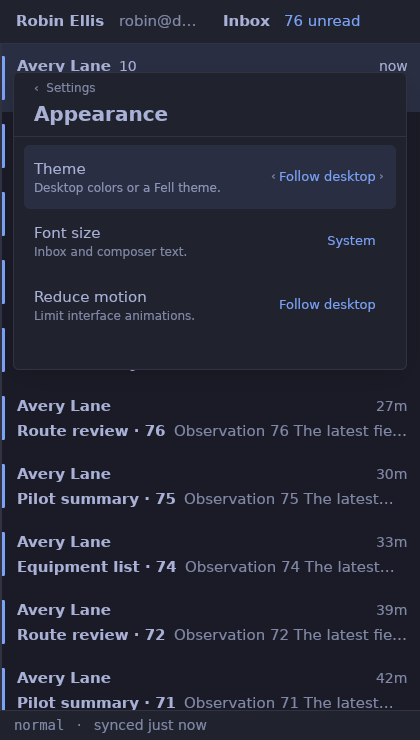 Robin Ellis robin@d… Inbox 76 unread
Avery Lane 10 now
‹ Settings
Appearance
Theme
‹ Follow desktop ›
Desktop colors or a Fell theme.
Font size
System
Inbox and composer text.
Reduce motion
Follow desktop
Limit interface animations.
Avery Lane 27m
Route review · 76 Observation 76 The latest fie…
Avery Lane 30m
Pilot summary · 75 Observation 75 The latest…
Avery Lane 33m
Equipment list · 74 Observation 74 The latest…
Avery Lane 39m
Route review · 72 Observation 72 The latest fie…
Avery Lane 42m
Pilot summary · 71 Observation 71 The latest…
normal · synced just now